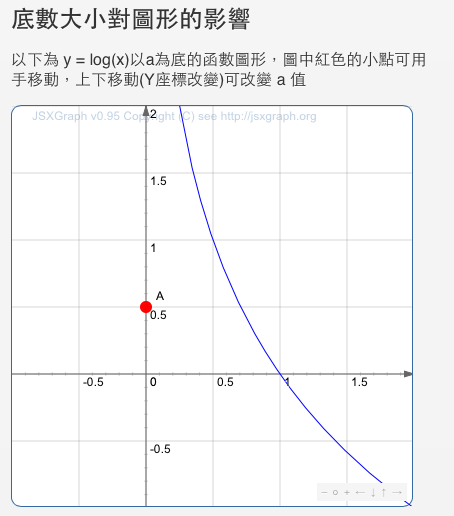 底數大小對圖形的影響
以下為 y = log(x)以a為底的函數圖形，圖中紅色的小點可用
手移動，上下移動(Y座標改變)可改變 a 值
JSXGraph v0.95 Copyright (C) see http://jsxgraph.org
2
1.5
1
A
0.5
-0.5
0
0.5
1
1.5
-0.5
− o + ← ↓ ↑ →